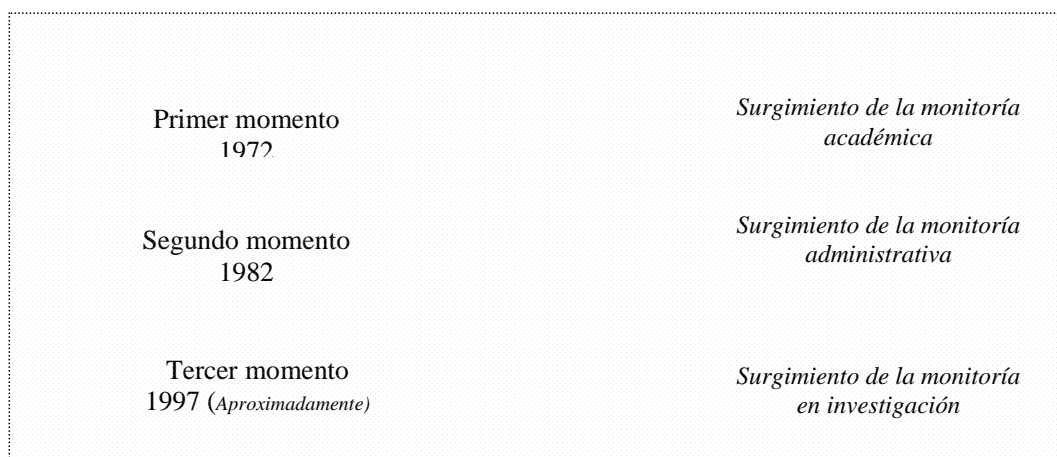 Primer momento
1972
Surgimiento de la monitoría
académica
Segundo momento
1982
Surgimiento de la monitoría
administrativa
Tercer momento
1997 (Aproximadamente)
Surgimiento de la monitoría
en investigación